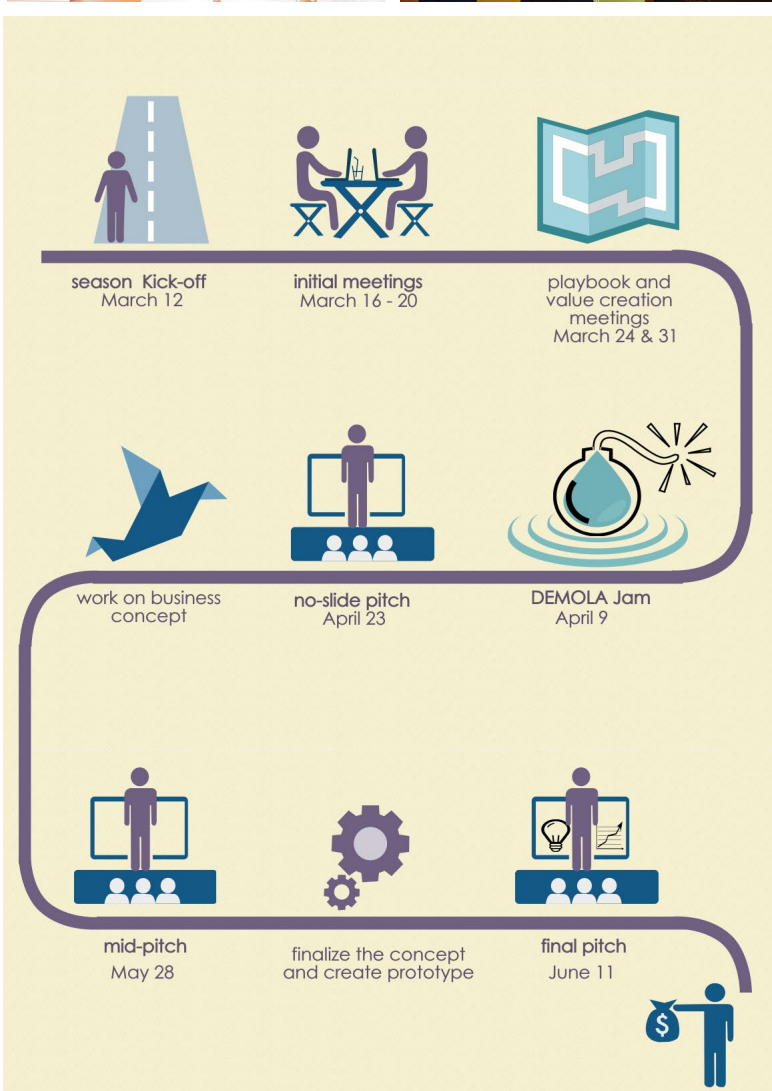 season Kick-off
March 12
initial meetings
March 16 - 20
playbook and
value creation
meetings
March 24 & 31
DEMOLA Jam
April 9
no-slide pitch
April 23
work on business
concept
mid-pitch
May 28
finalize the concept
and create prototype
final pitch
June 11
$